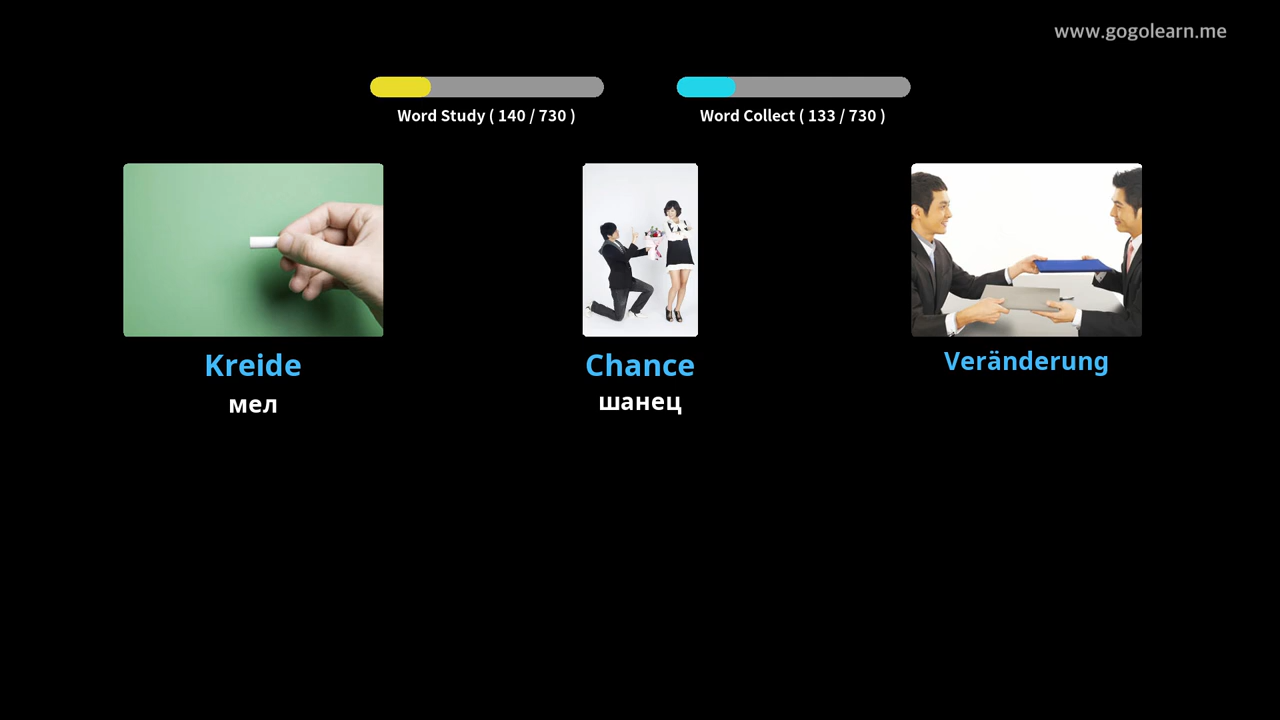 www.gogolearn.me
Word Study ( 140 / 730 )
Word Collect ( 133 / 730 )
Kreide
мел
Chance
шанец
Veränderung